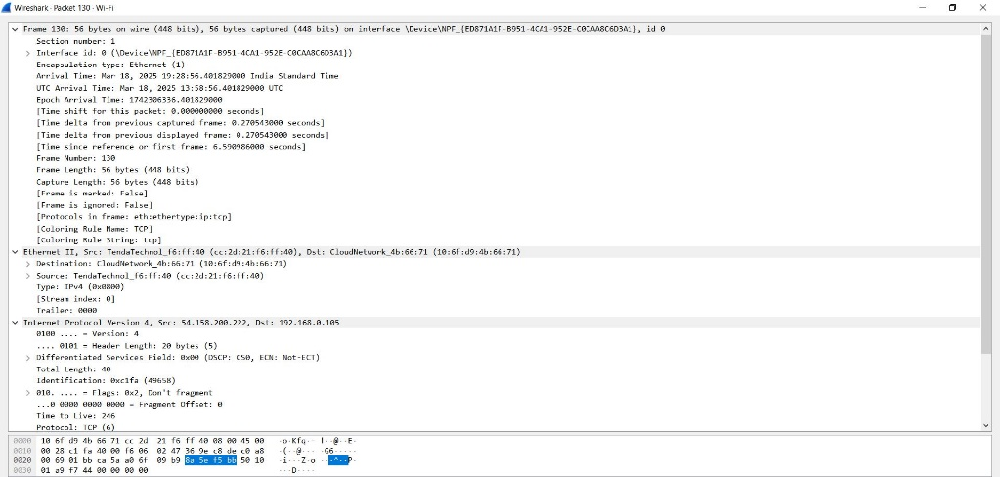 Wireshark · Packet 130 · Wi-Fi
Frame 130: 56 bytes on wire (448 bits), 56 bytes captured (448 bits) on interface \Device\NPF_{ED871A1F-B951-4CA1-952E-C0CAA8C6D3A1}, id 0
Section number: 1
Interface id: 0 (\Device\NPF_{ED871A1F-B951-4CA1-952E-C0CAA8C6D3A1})
Encapsulation type: Ethernet (1)
Arrival Time: Mar 18, 2025 19:28:56.401829000 India Standard Time
UTC Arrival Time: Mar 18, 2025 13:58:56.401829000 UTC
Epoch Arrival Time: 1742306336.401829000
[Time shift for this packet: 0.000000000 seconds]
[Time delta from previous captured frame: 0.270543000 seconds]
[Time delta from previous displayed frame: 0.270543000 seconds]
[Time since reference or first frame: 6.590986000 seconds]
Frame Number: 130
Frame Length: 56 bytes (448 bits)
Capture Length: 56 bytes (448 bits)
[Frame is marked: False]
[Frame is ignored: False]
[Protocols in frame: eth:ethertype:ip:tcp]
[Coloring Rule Name: TCP]
[Coloring Rule String: tcp]
Ethernet II, Src: TendaTechnol_f6:ff:40 (cc:2d:21:f6:ff:40), Dst: CloudNetwork_4b:66:71 (10:6f:d9:4b:66:71)
Destination: CloudNetwork_4b:66:71 (10:6f:d9:4b:66:71)
Source: TendaTechnol_f6:ff:40 (cc:2d:21:f6:ff:40)
Type: IPv4 (0x0800)
[Stream index: 0]
Trailer: 0000
Internet Protocol Version 4, Src: 54.158.200.222, Dst: 192.168.0.105
0100 .... = Version: 4
.... 0101 = Header Length: 20 bytes (5)
Differentiated Services Field: 0x00 (DSCP: CS0, ECN: Not-ECT)
Total Length: 40
Identification: 0xc1fa (49658)
010. .... = Flags: 0x2, Don't fragment
...0 0000 0000 0000 = Fragment Offset: 0
Time to Live: 246
Protocol: TCP (6)
0000 10 6f d9 4b 66 71 cc 2d 21 f6 ff 40 08 00 45 00 ·o·Kfq·- !··@··E·
0010 00 28 c1 fa 40 00 f6 06 02 47 36 9e c8 de c0 a8 ·(··@··· ·G6·····
0020 00 69 01 bb ca 5a a0 6f 09 b9 8a 5e f5 bb 50 10 ·i···Z·o ···^··P·
0030 01 a9 f7 44 00 00 00 00 ···D····